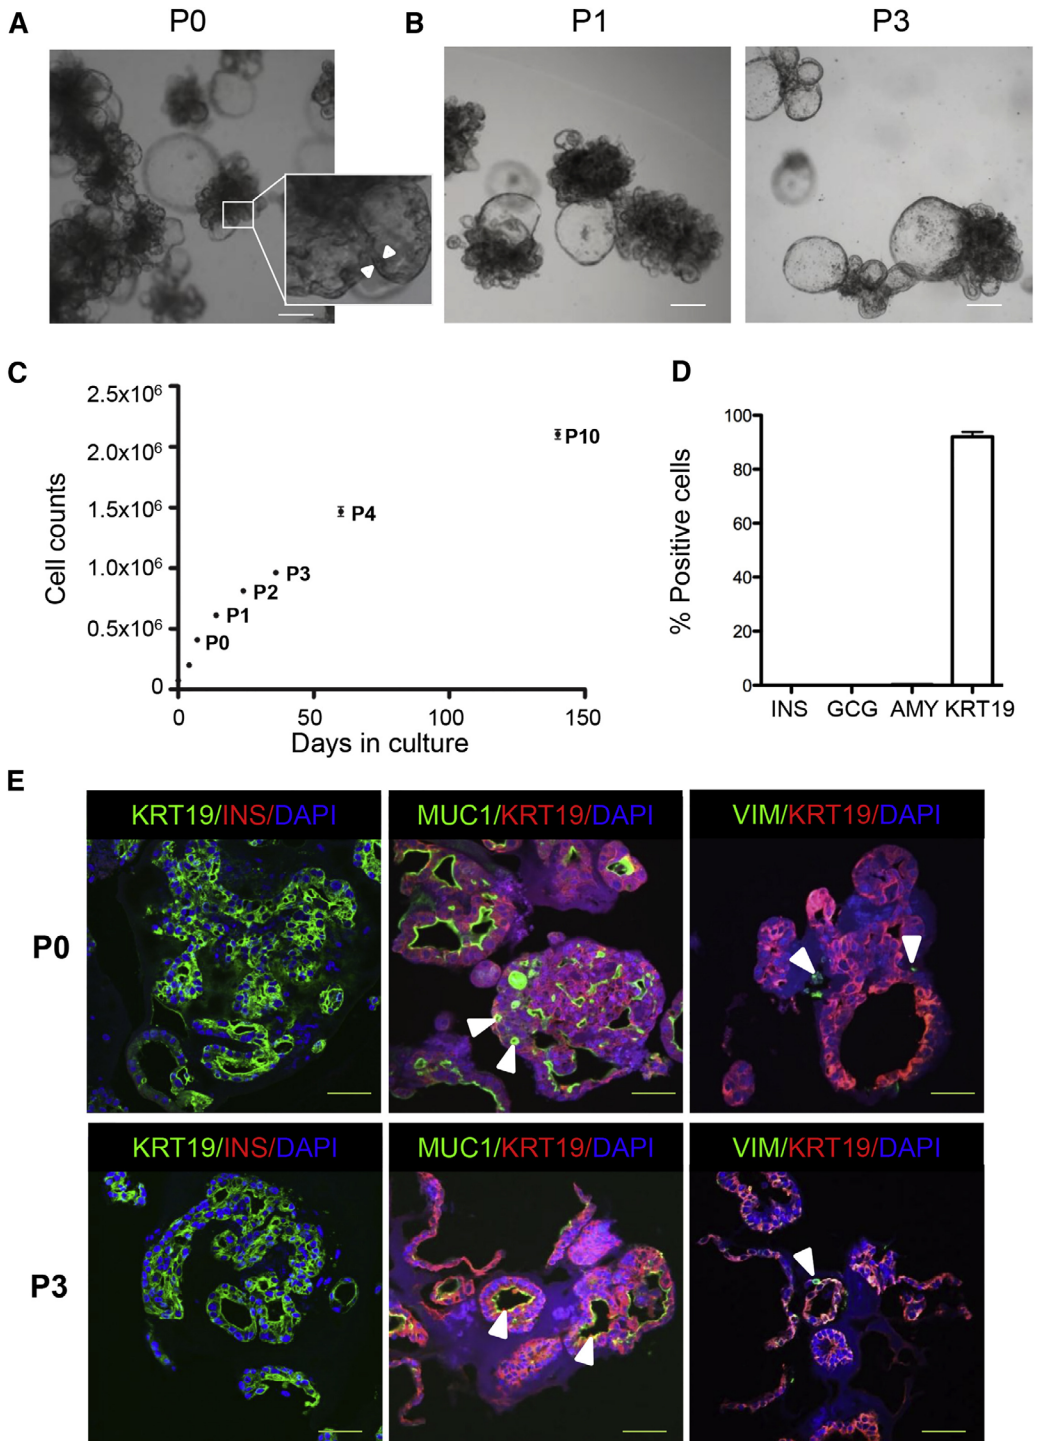 A
P0
B
P1
P3
C
2.5x10⁶
2.0x10⁶
1.5x10⁶
1.0x10⁶
0.5x10⁶
0
Cell counts
P0
P1
P2
P3
P4
P10
0
50
100
150
Days in culture
D
100
80
60
40
20
0
% Positive cells
INS GCG AMY KRT19
E
KRT19/INS/DAPI
MUC1/KRT19/DAPI
VIM/KRT19/DAPI
P0
KRT19/INS/DAPI
MUC1/KRT19/DAPI
VIM/KRT19/DAPI
P3